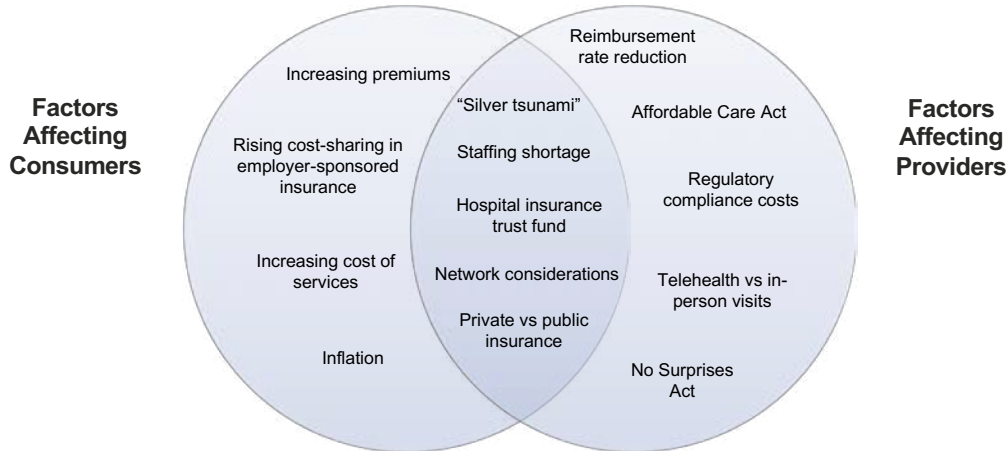 Factors
Affecting
Consumers
Increasing premiums
Rising cost-sharing in
employer-sponsored
insurance
Increasing cost of
services
Inflation
“Silver tsunami”
Staffing shortage
Hospital insurance
trust fund
Network considerations
Private vs public
insurance
Reimbursement
rate reduction
Affordable Care Act
Regulatory
compliance costs
Telehealth vs in-
person visits
No Surprises
Act
Factors
Affecting
Providers